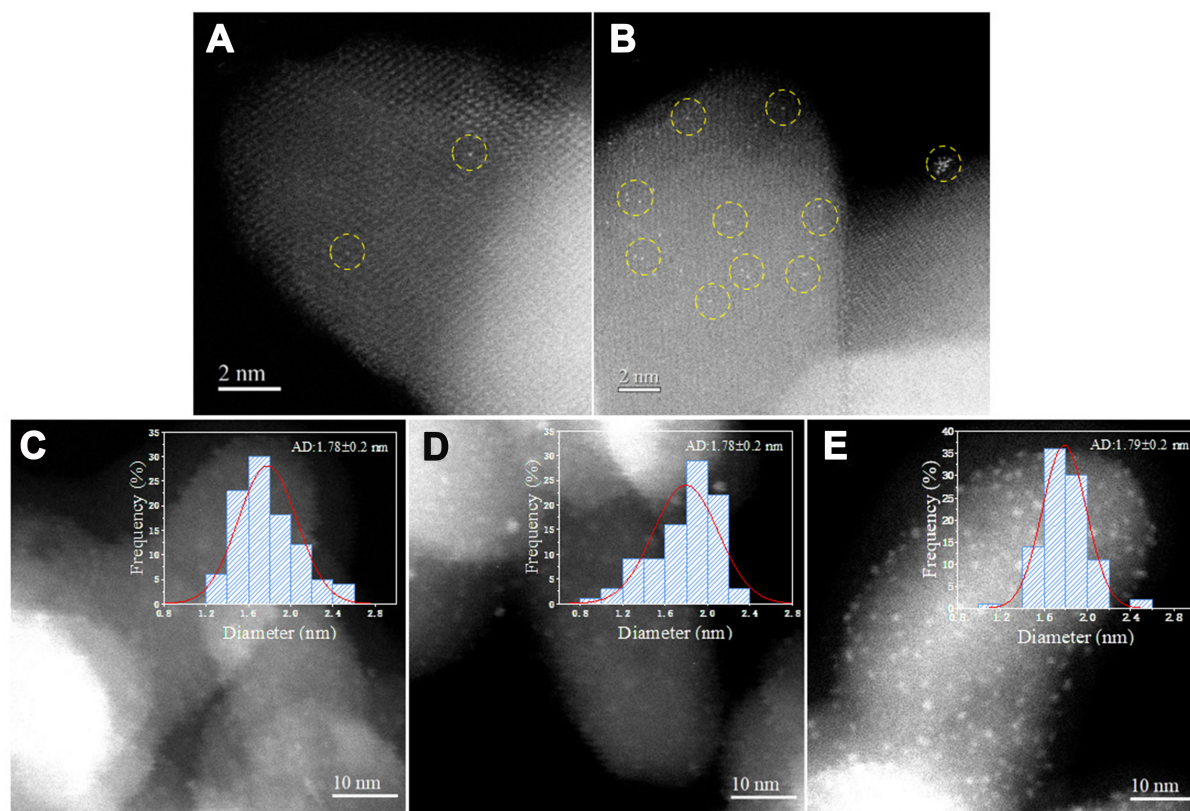 A
B
2 nm
2 nm
C
AD:1.78±0.2 nm
Frequency (%)
35
30
25
20
15
10
5
0
0.8
1.2
1.6
2.0
2.4
2.8
Diameter (nm)
10 nm
D
AD:1.78±0.2 nm
Frequency (%)
35
30
25
20
15
10
5
0
0.8
1.2
1.6
2.0
2.4
2.8
Diameter (nm)
10 nm
E
AD:1.79±0.2 nm
Frequency (%)
40
35
30
25
20
15
10
5
0
0.8
1.2
1.6
2.0
2.4
2.8
Diameter (nm)
10 nm